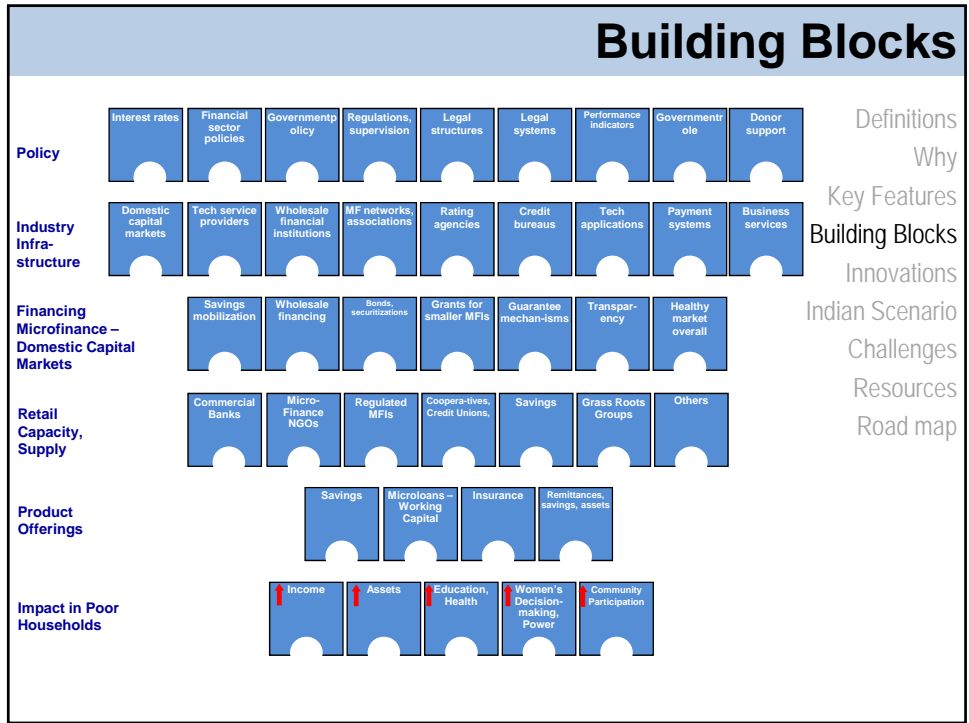 Building Blocks
Policy
Interest rates
Financial
sector
policies
Governmentp
olicy
Regulations,
supervision
Legal
structures
Legal
systems
Performance
indicators
Governmentr
ole
Donor
support
Industry
Infra-
structure
Domestic
capital
markets
Tech service
providers
Wholesale
financial
institutions
MF networks,
associations
Rating
agencies
Credit
bureaus
Tech
applications
Payment
systems
Business
services
Financing
Microfinance –
Domestic Capital
Markets
Savings
mobilization
Wholesale
financing
Bonds,
securitizations
Grants for
smaller MFIs
Guarantee
mechan-isms
Transpar-
ency
Healthy
market
overall
Retail
Capacity,
Supply
Commercial
Banks
Micro-
Finance
NGOs
Regulated
MFIs
Coopera-tives,
Credit Unions,
Savings
Grass Roots
Groups
Others
Product
Offerings
Savings
Microloans –
Working
Capital
Insurance
Remittances,
savings, assets
Impact in Poor
Households
Income
Assets
Education,
Health
Women's
Decision-
making,
Power
Community
Participation
Definitions
Why
Key Features
Building Blocks
Innovations
Indian Scenario
Challenges
Resources
Road map